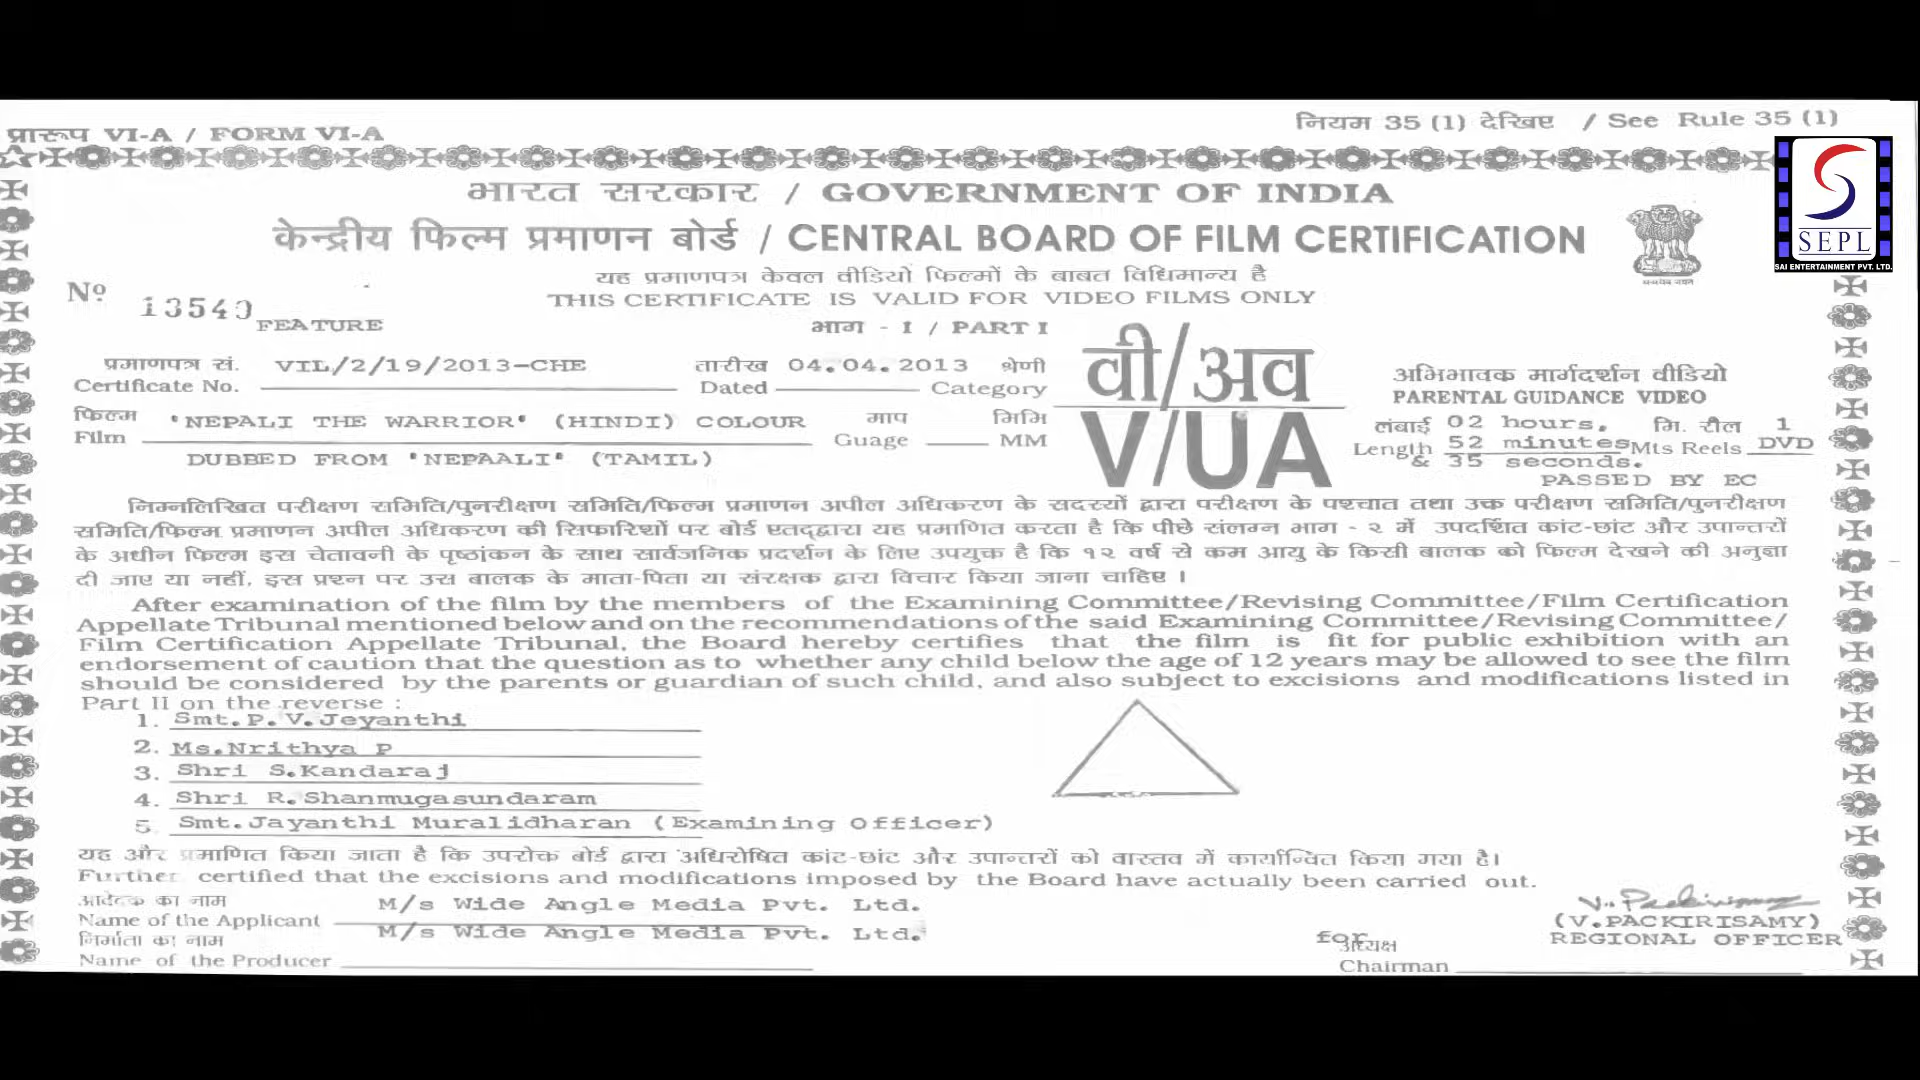 प्रारूप VI-A / FORM VI-A
नियम 35 (1) देखिए / See Rule 35 (1)
SEPL
SAI ENTERTAINMENT PVT. LTD.
भारत सरकार / GOVERNMENT OF INDIA
केन्द्रीय फिल्म प्रमाणन बोर्ड / CENTRAL BOARD OF FILM CERTIFICATION
यह प्रमाणपत्र केवल वीडियो फिल्मों के बाबत विधिमान्य है
THIS CERTIFICATE IS VALID FOR VIDEO FILMS ONLY
Nº 13540
FEATURE
भाग - I / PART I
प्रमाणपत्र सं. VIL/2/19/2013-CHE तारीख 04.04.2013 श्रेणी
Certificate No. Dated Category
वी/अव
V/UA
अभिभावक मार्गदर्शन वीडियो
PARENTAL GUIDANCE VIDEO
फिल्म 'NEPALI THE WARRIOR' (HINDI) COLOUR माप मिमि
Film Guage MM
DUBBED FROM 'NEPAALI' (TAMIL)
लंबाई 02 hours. मि. रील 1
Length 52 minutes Mts Reels DVD
& 35 seconds.
PASSED BY EC
निम्नलिखित परीक्षण समिति/पुनरीक्षण समिति/फिल्म प्रमाणन अपील अधिकरण के सदस्यों द्वारा परीक्षण के पश्चात तथा उक्त परीक्षण समिति/पुनरीक्षण
समिति/फिल्म प्रमाणन अपील अधिकरण की सिफारिशों पर बोर्ड एतद्द्वारा यह प्रमाणित करता है कि पीछे संलग्न भाग - २ में उपदर्शित कांट-छांट और उपान्तरों
के अधीन फिल्म इस चेतावनी के पृष्ठांकन के साथ सार्वजनिक प्रदर्शन के लिए उपयुक्त है कि १२ वर्ष से कम आयु के किसी बालक को फिल्म देखने की अनुज्ञा
दी जाए या नहीं, इस प्रश्न पर उस बालक के माता-पिता या संरक्षक द्वारा विचार किया जाना चाहिए ।
After examination of the film by the members of the Examining Committee/Revising Committee/Film Certification
Appellate Tribunal mentioned below and on the recommendations of the said Examining Committee/Revising Committee/
Film Certification Appellate Tribunal, the Board hereby certifies that the film is fit for public exhibition with an
endorsement of caution that the question as to whether any child below the age of 12 years may be allowed to see the film
should be considered by the parents or guardian of such child, and also subject to excisions and modifications listed in
Part II on the reverse :
1. Smt.P.V.Jeyanthi
2. Ms.Nrithya P
3. Shri S.Kandaraj
4. Shri R.Shanmugasundaram
5 Smt.Jayanthi Muralidharan (Examining Officer)
यह और प्रमाणित किया जाता है कि उपरोक्त बोर्ड द्वारा अधिरोषित कांट-छांट और उपान्तरों को वास्तव में कार्यान्वित किया गया है।
Further certified that the excisions and modifications imposed by the Board have actually been carried out.
आवेदक का नाम M/s Wide Angle Media Pvt. Ltd.
Name of the Applicant
निर्माता का नाम M/s Wide Angle Media Pvt. Ltd.
Name of the Producer
V. Packirisamy
(V.PACKIRISAMY)
REGIONAL OFFICER
for अध्यक्ष
Chairman